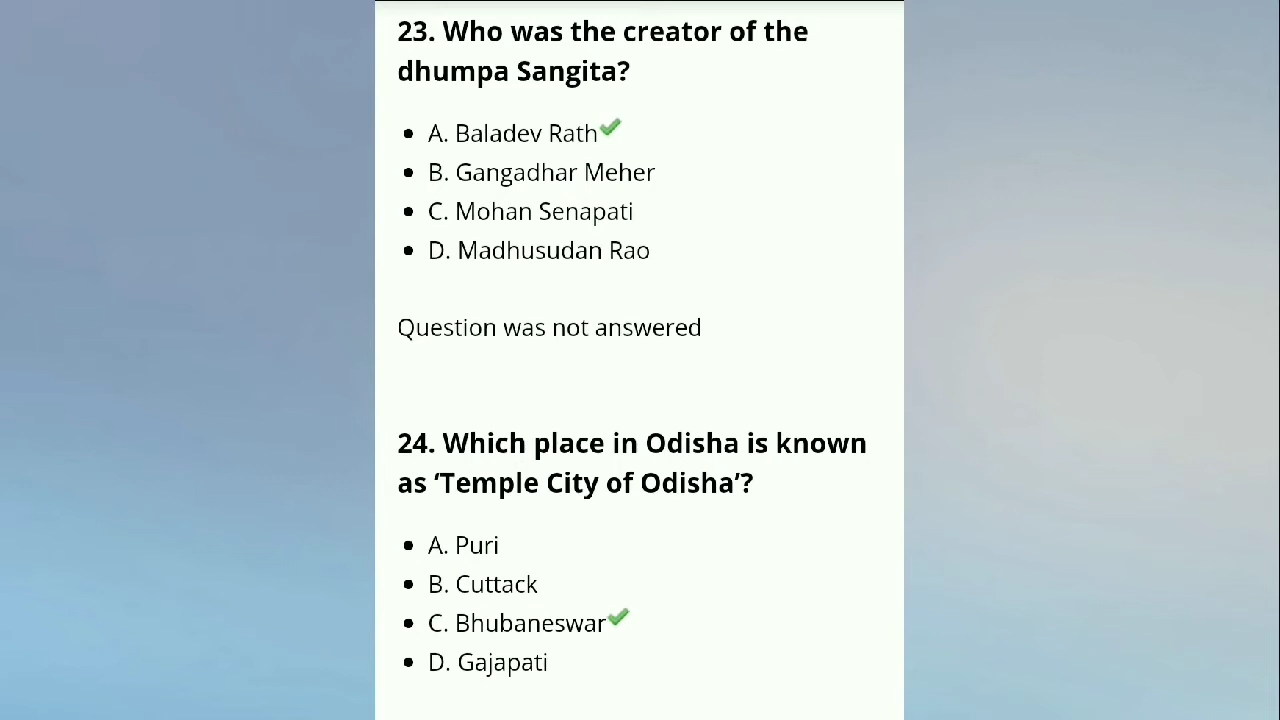 23. Who was the creator of the
dhumpa Sangita?
• A. Baladev Rath✔
• B. Gangadhar Meher
• C. Mohan Senapati
• D. Madhusudan Rao
Question was not answered
24. Which place in Odisha is known
as ‘Temple City of Odisha’?
• A. Puri
• B. Cuttack
• C. Bhubaneswar✔
• D. Gajapati